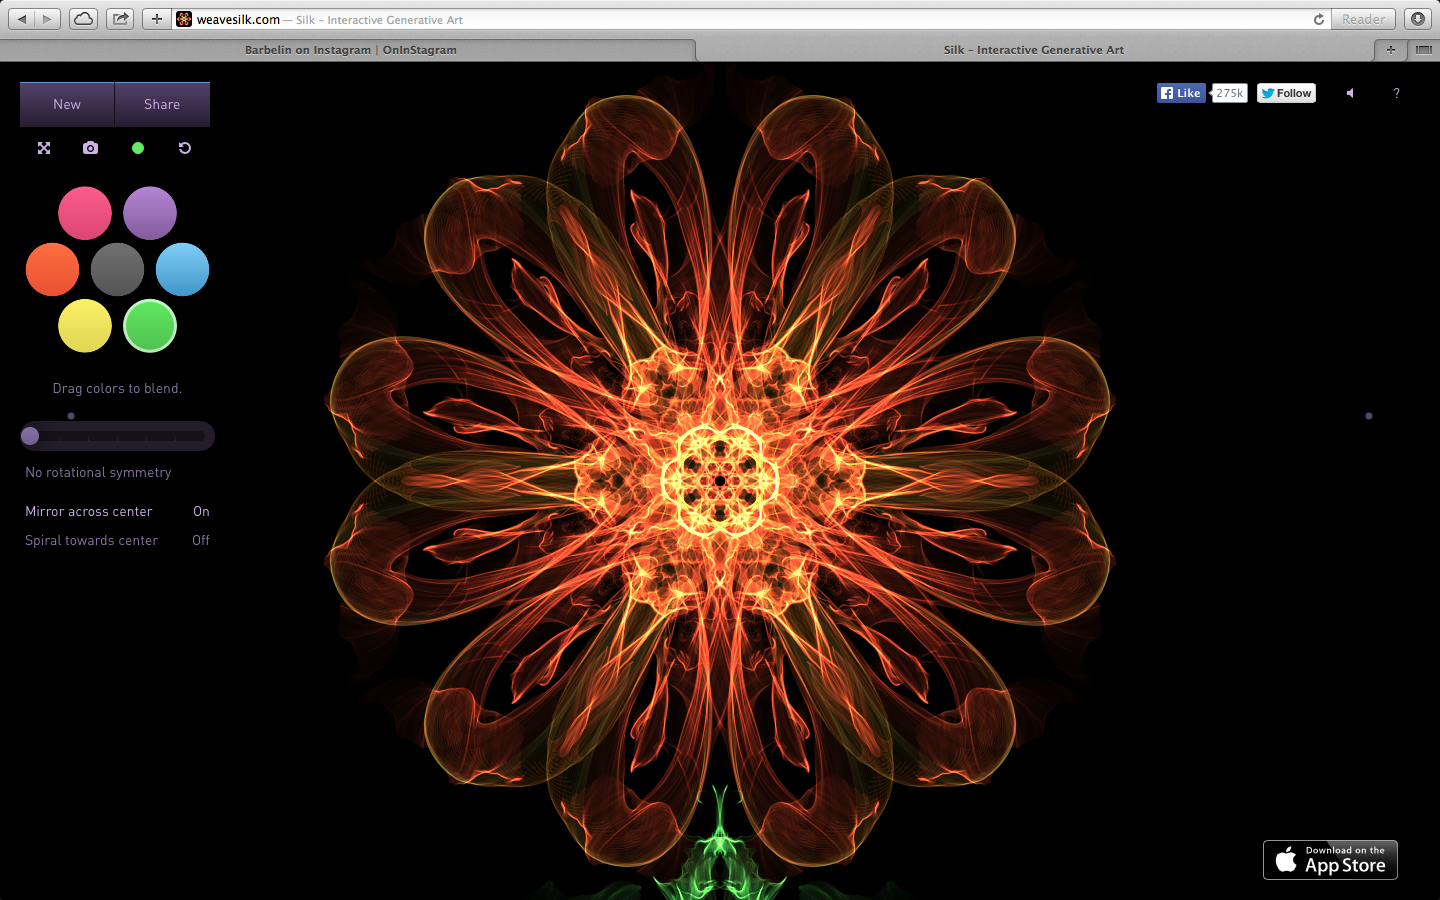 weavesilk.com — Silk – Interactive Generative Art
Reader
Barbelin on Instagram | OnInStagram
Silk – Interactive Generative Art
New
Share
Like
275k
Follow
?
Drag colors to blend.
No rotational symmetry
Mirror across center On
Spiral towards center Off
Download on the
App Store